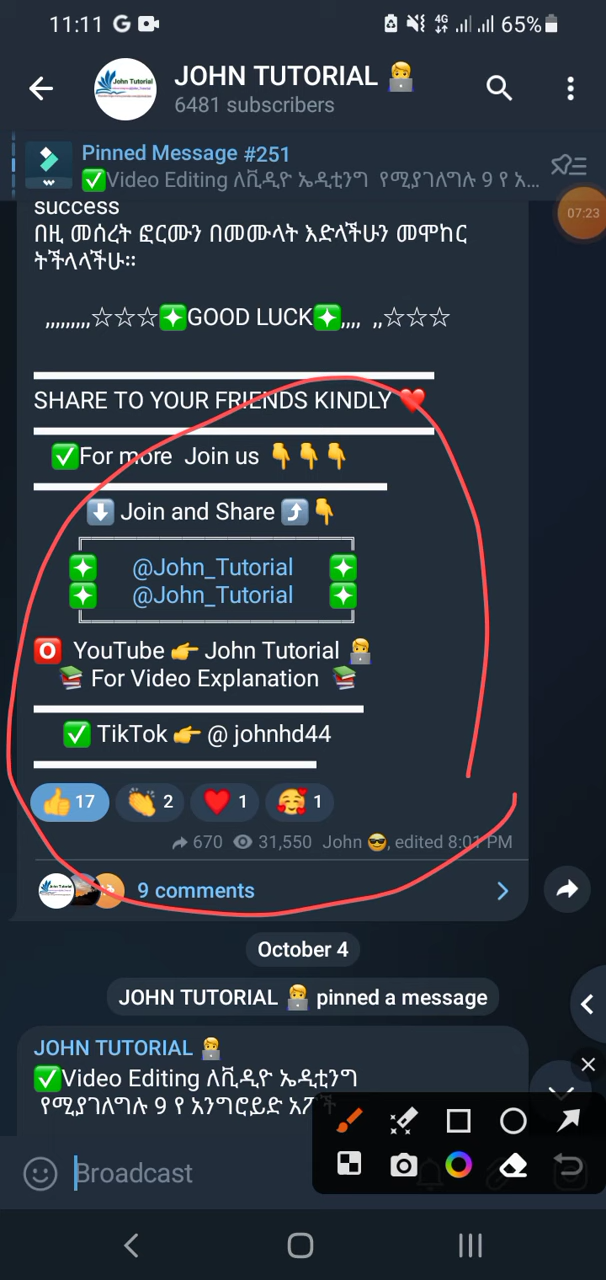 11:11
4G
65%
JOHN TUTORIAL 👨‍💻
6481 subscribers
Pinned Message #251
✅Video Editing ለቪዲዮ ኤዲቲንግ የሚያገለግሉ 9 የ አ...
07:23
success
በዚ መሰረት ፎርሙን በመሙላት እድላችሁን መሞከር
ትችላላችሁ።
,,,,,,,,,☆☆☆❇️GOOD LUCK❇️,,,, ,,☆☆☆
SHARE TO YOUR FRIENDS KINDLY ❤️
✅For more Join us 👇👇👇
⬇️ Join and Share ⤴️👇
❇️ @John_Tutorial ❇️
❇️ @John_Tutorial ❇️
🅾️ YouTube 👉 John Tutorial 👨‍💻
📚 For Video Explanation 📚
✅ TikTok 👉 @ johnhd44
👍 17 👏 2 ❤️ 1 🥰 1
670 31,550 John 😎, edited 8:01 PM
9 comments
October 4
JOHN TUTORIAL 👨‍💻 pinned a message
JOHN TUTORIAL 👨‍💻
✅Video Editing ለቪዲዮ ኤዲቲንግ
የሚያገለግሉ 9 የ አንግሮይድ
Broadcast